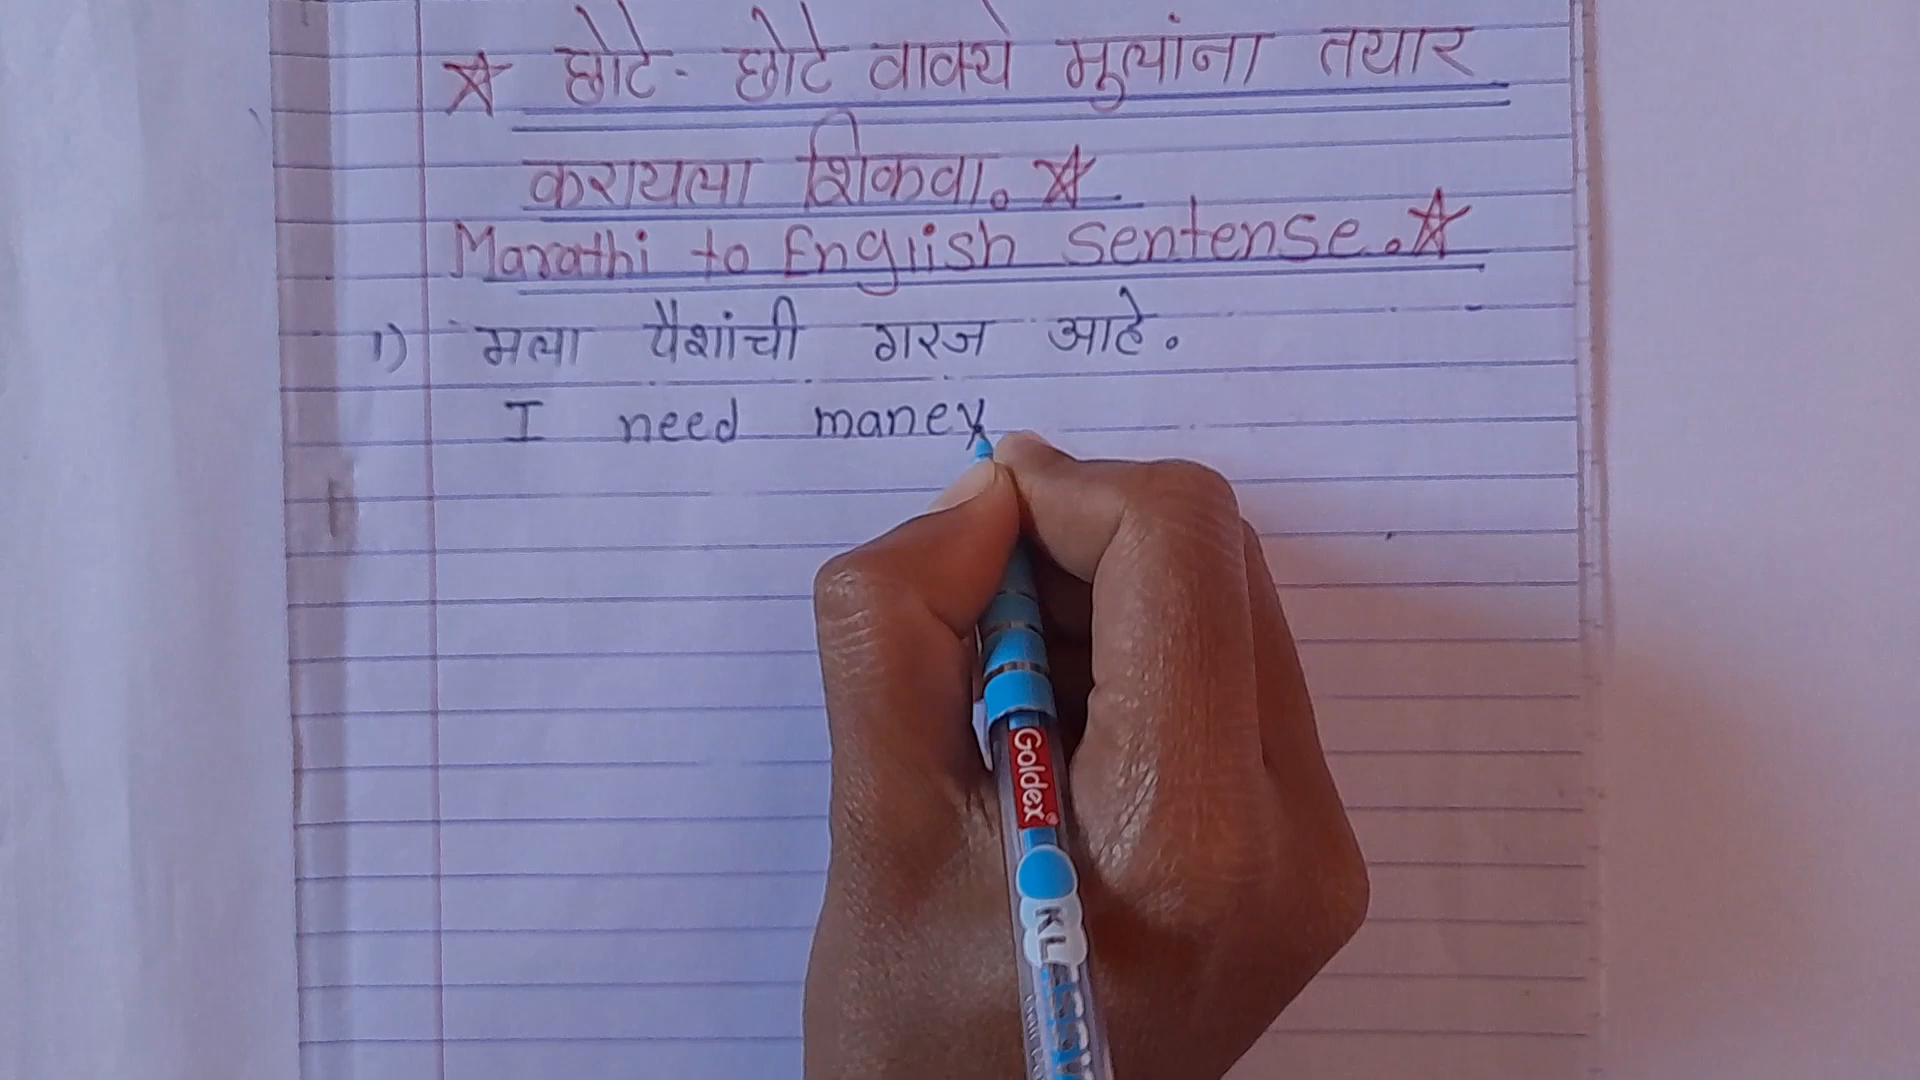 ☆ छोटे - छोटे वाक्ये मुलांना तयार
करायला शिकवा. ☆
Marathi to English Sentense. ☆
1) मला पैशांची गरज आहे.
I need maney
Goldex